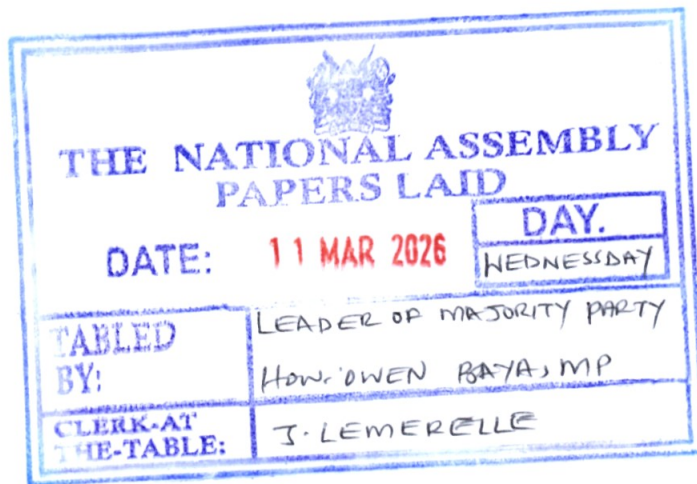 THE NATIONAL ASSEMBLY
PAPERS LAID
DATE: 11 MAR 2026
DAY.
WEDNESSDAY
TABLED BY:
LEADER OF MAJORITY PARTY
HON. OWEN BAYA, MP
CLERK-AT THE-TABLE:
J. LEMERELLE